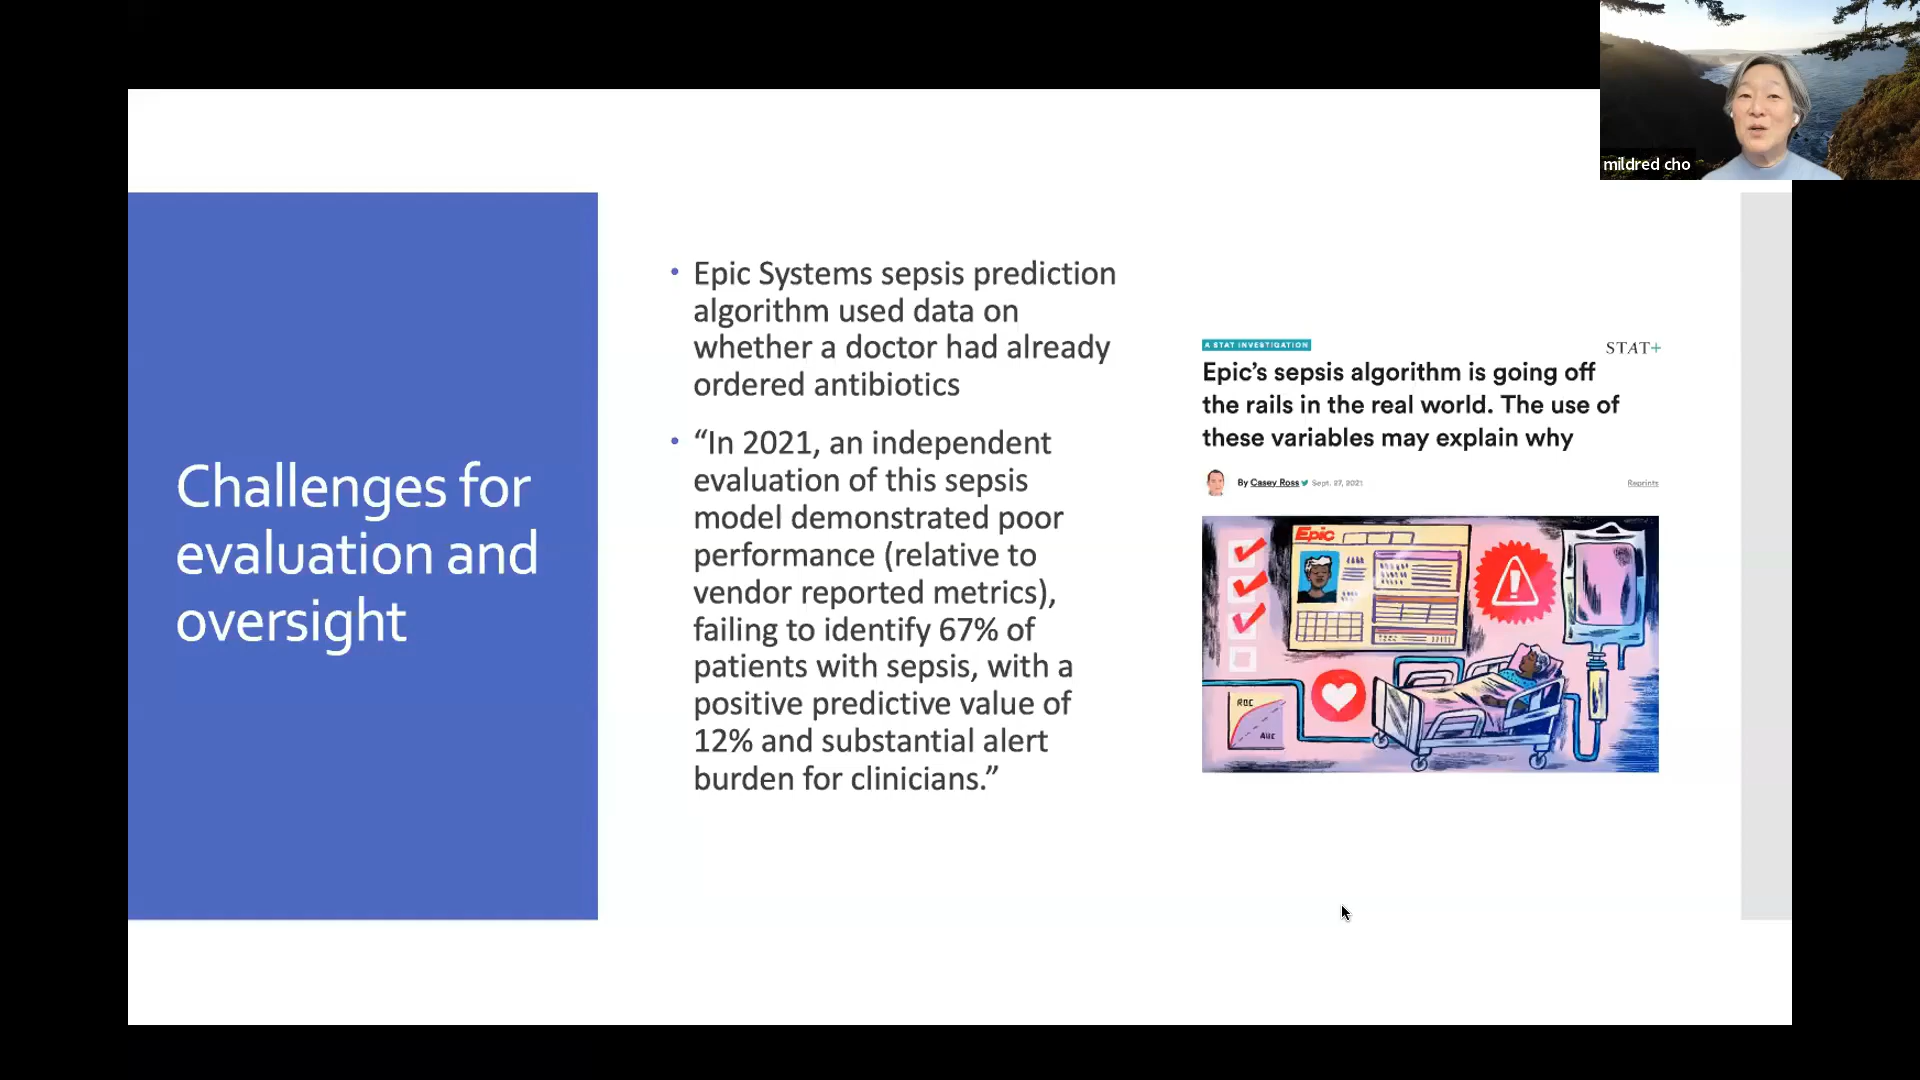 mildred cho
Challenges for
evaluation and
oversight
• Epic Systems sepsis prediction
algorithm used data on
whether a doctor had already
ordered antibiotics
• “In 2021, an independent
evaluation of this sepsis
model demonstrated poor
performance (relative to
vendor reported metrics),
failing to identify 67% of
patients with sepsis, with a
positive predictive value of
12% and substantial alert
burden for clinicians.”
A STAT INVESTIGATION
STAT+
Epic’s sepsis algorithm is going off
the rails in the real world. The use of
these variables may explain why
By Casey Ross Sept. 27, 2021
Reprints
Epic
ROC
AUC